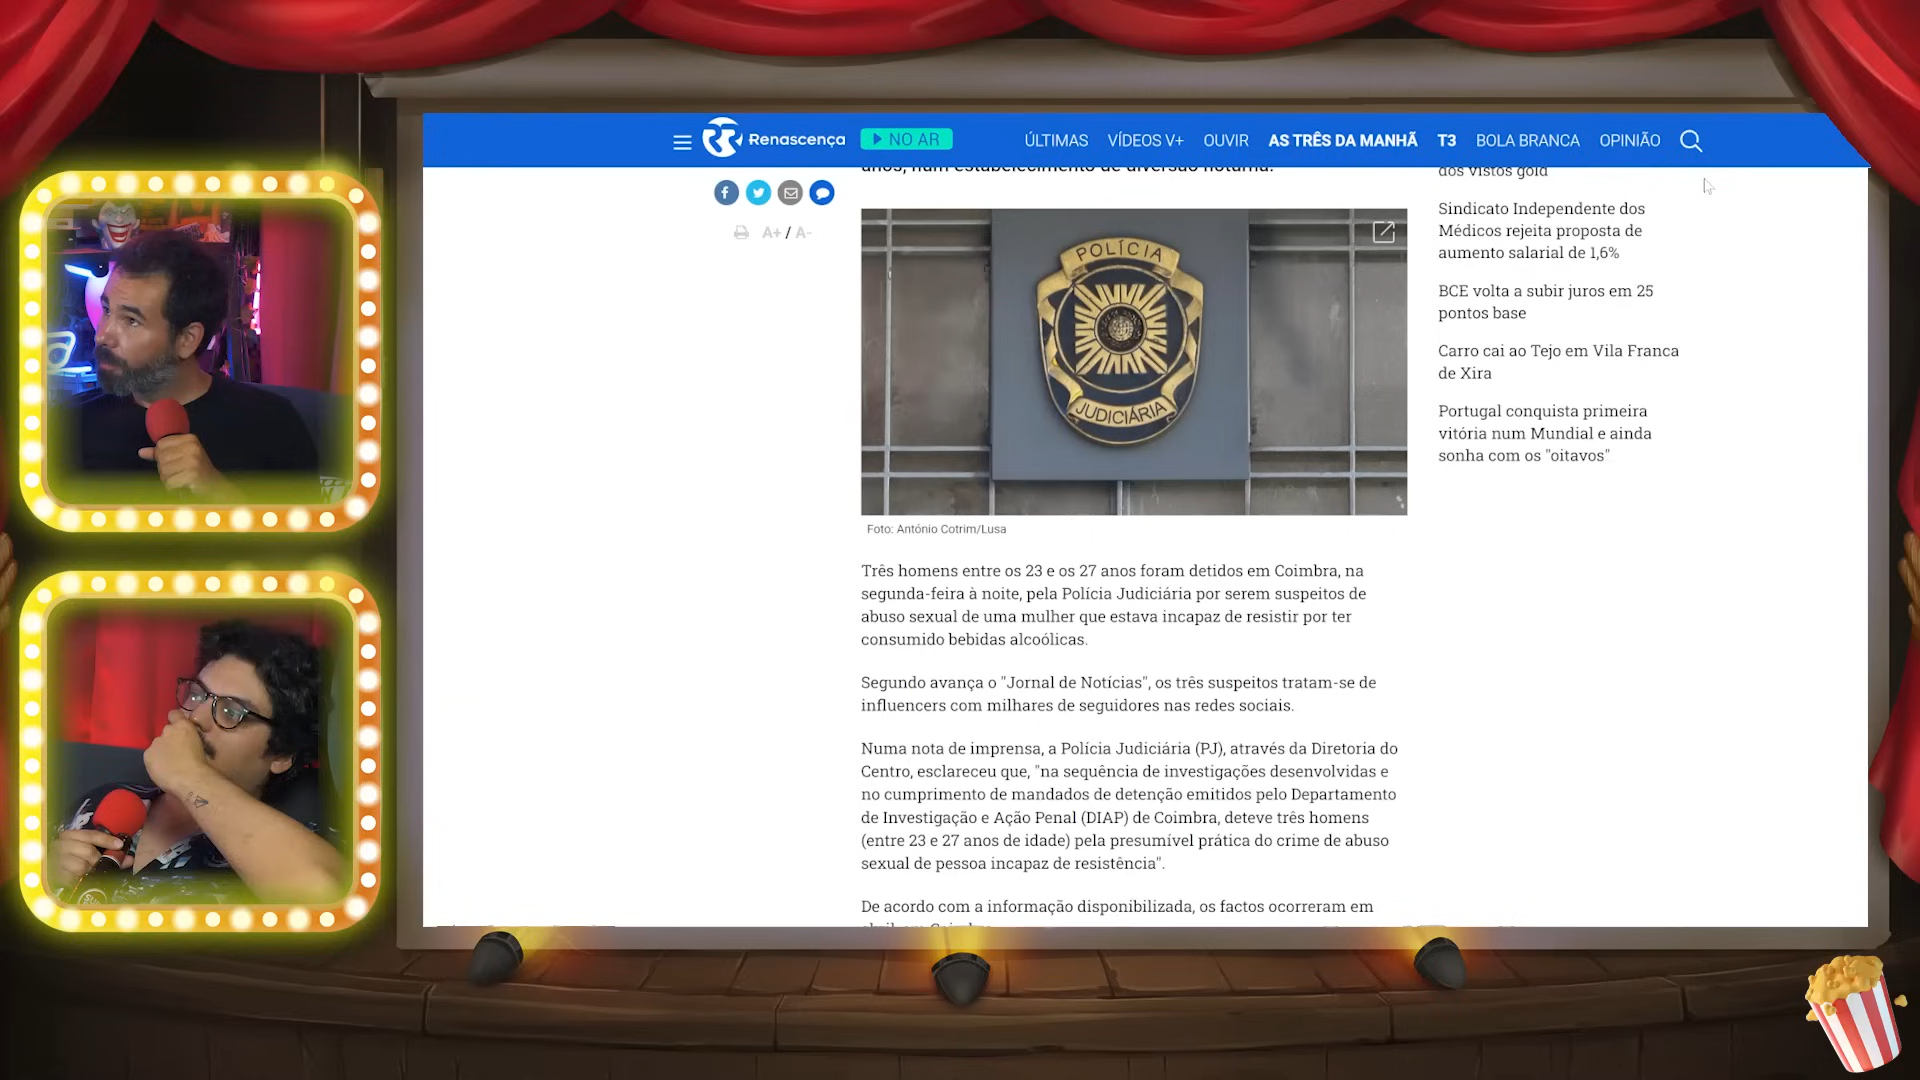 Renascença
NO AR
ÚLTIMAS
VÍDEOS V+
OUVIR
AS TRÊS DA MANHÃ
T3
BOLA BRANCA
OPINIÃO
anos, num estabelecimento de diversão noturna.
A+ / A-
POLÍCIA
JUDICIÁRIA
Foto: António Cotrim/Lusa
Três homens entre os 23 e os 27 anos foram detidos em Coimbra, na
segunda-feira à noite, pela Polícia Judiciária por serem suspeitos de
abuso sexual de uma mulher que estava incapaz de resistir por ter
consumido bebidas alcoólicas.
Segundo avança o "Jornal de Notícias", os três suspeitos tratam-se de
influencers com milhares de seguidores nas redes sociais.
Numa nota de imprensa, a Polícia Judiciária (PJ), através da Diretoria do
Centro, esclareceu que, "na sequência de investigações desenvolvidas e
no cumprimento de mandados de detenção emitidos pelo Departamento
de Investigação e Ação Penal (DIAP) de Coimbra, deteve três homens
(entre 23 e 27 anos de idade) pela presumível prática do crime de abuso
sexual de pessoa incapaz de resistência".
De acordo com a informação disponibilizada, os factos ocorreram em
dos vistos gold
Sindicato Independente dos
Médicos rejeita proposta de
aumento salarial de 1,6%
BCE volta a subir juros em 25
pontos base
Carro cai ao Tejo em Vila Franca
de Xira
Portugal conquista primeira
vitória num Mundial e ainda
sonha com os "oitavos"